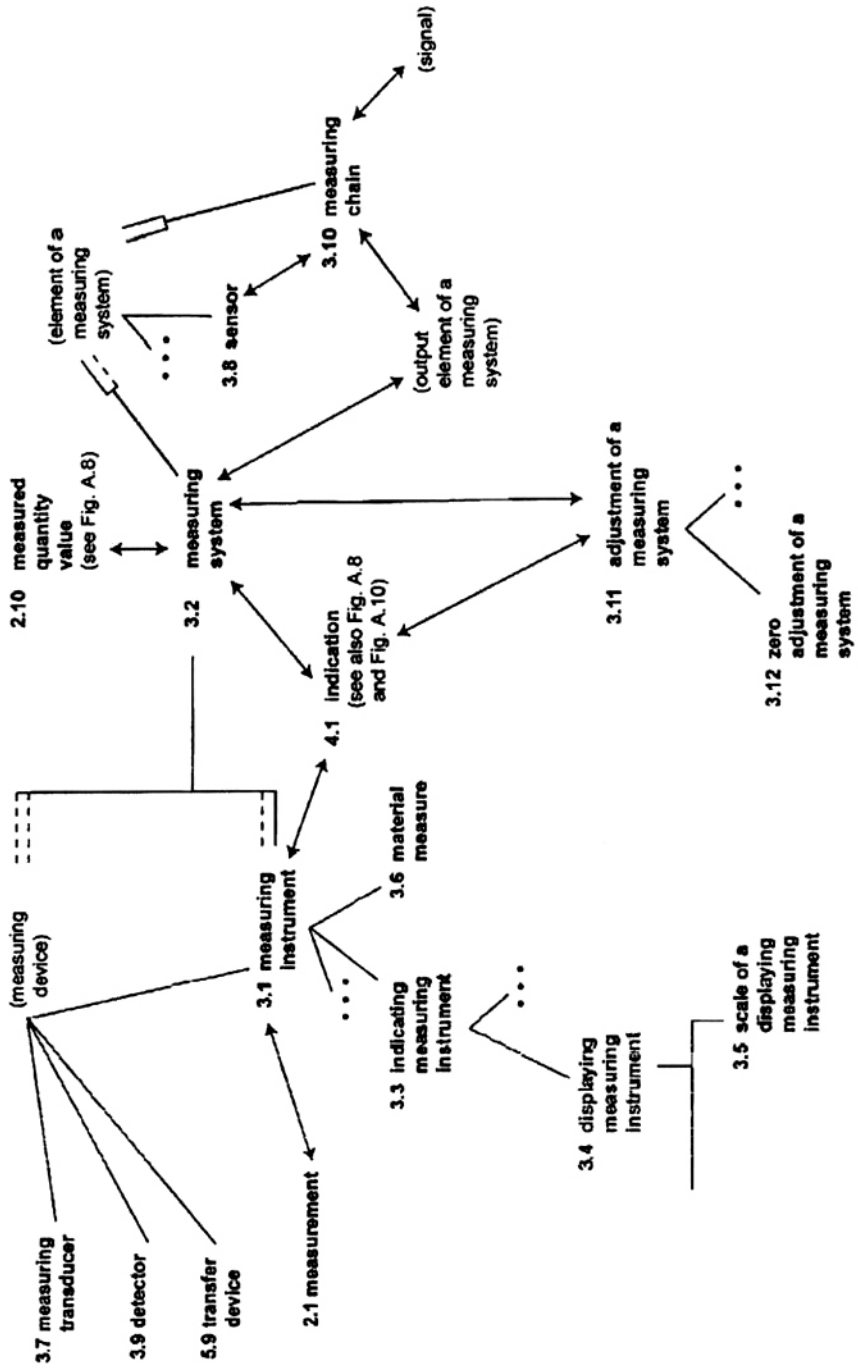 (element of a
measuring
system)
(signal)
3.10 measuring
chain
3.8 sensor
• • •
(output
element of a
measuring
system)
2.10 measured
quantity
value
(see Fig. A.8)
3.2 measuring
system
3.11 adjustment of a
measuring
system
• • •
3.12 zero
adjustment of a
measuring
system
4.1 indication
(see also Fig. A.8
and Fig. A.10)
(measuring
device)
3.1 measuring
instrument
3.6 material
measure
• • •
3.3 indicating
measuring
instrument
• • •
3.4 displaying
measuring
instrument
3.5 scale of a
displaying
measuring
instrument
3.7 measuring
transducer
3.9 detector
5.9 transfer
device
2.1 measurement